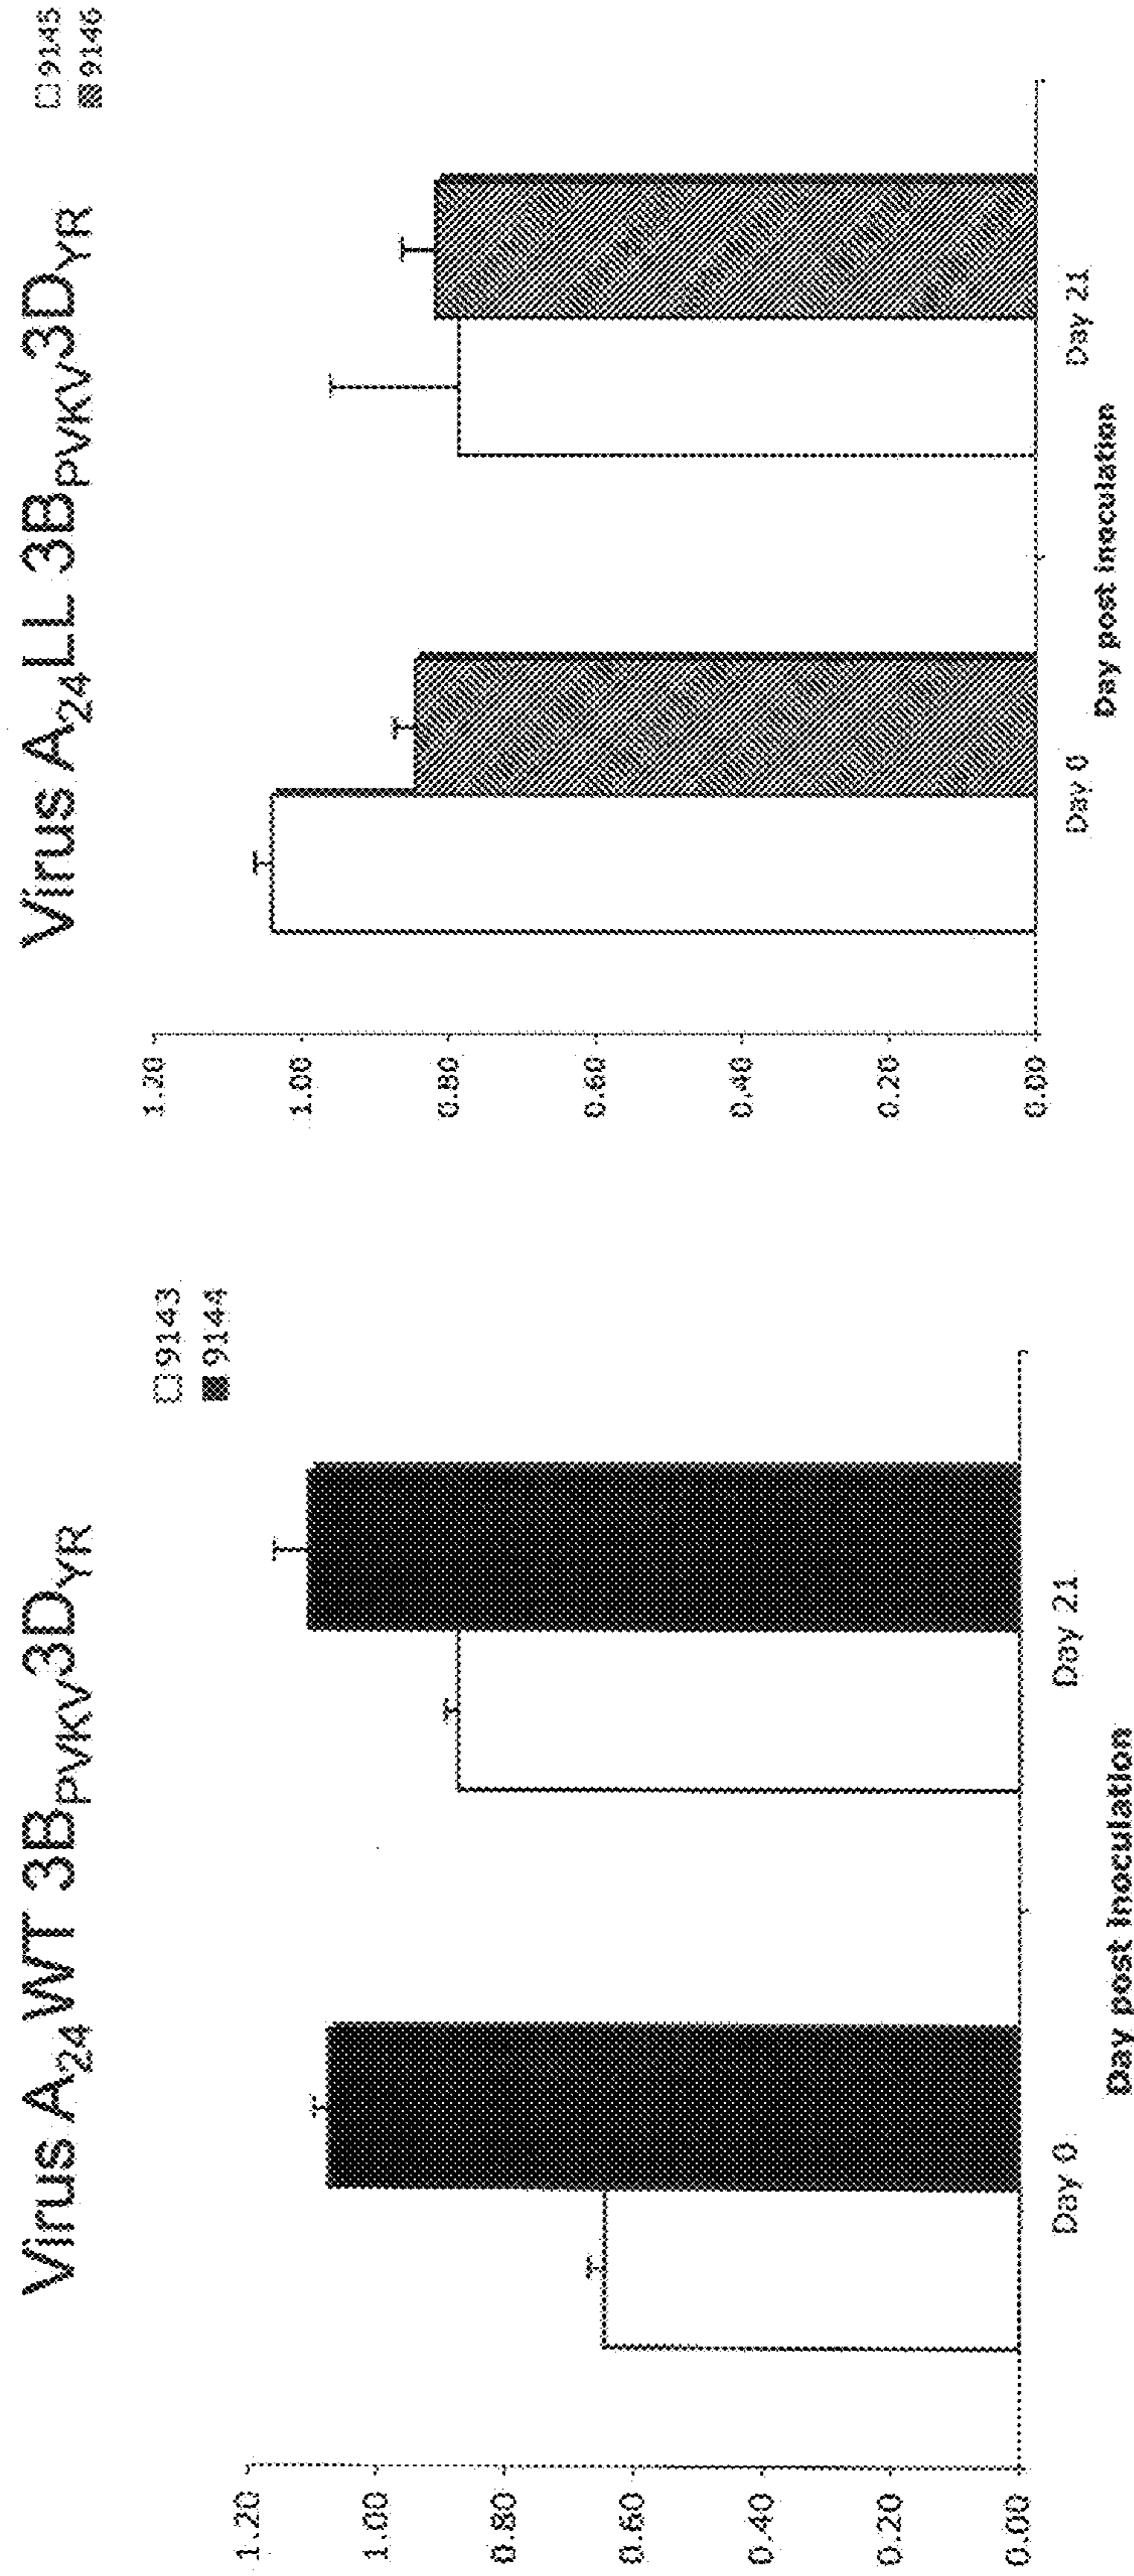 Virus A24WT 3BPVKV3DYR
9143
9144
1.20
1.00
0.80
0.60
0.40
0.20
0.00
Day 0
Day 21
Day post inoculation
Virus A24LL 3BPVKV3DYR
9145
9146
1.20
1.00
0.80
0.60
0.40
0.20
0.00
Day 0
Day 21
Day post inoculation